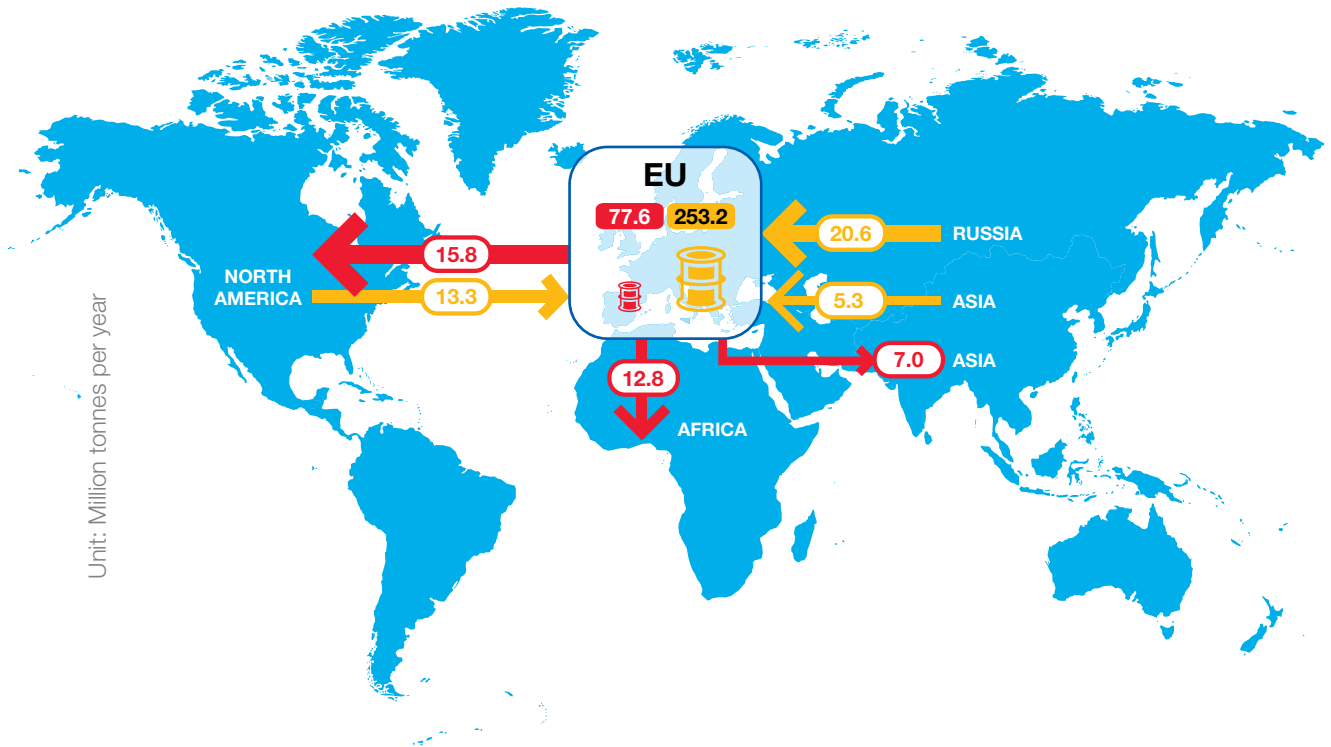 EU
77.6 253.2
15.8
20.6 RUSSIA
NORTH
AMERICA
13.3
5.3 ASIA
7.0 ASIA
12.8
AFRICA
Unit: Million tonnes per year